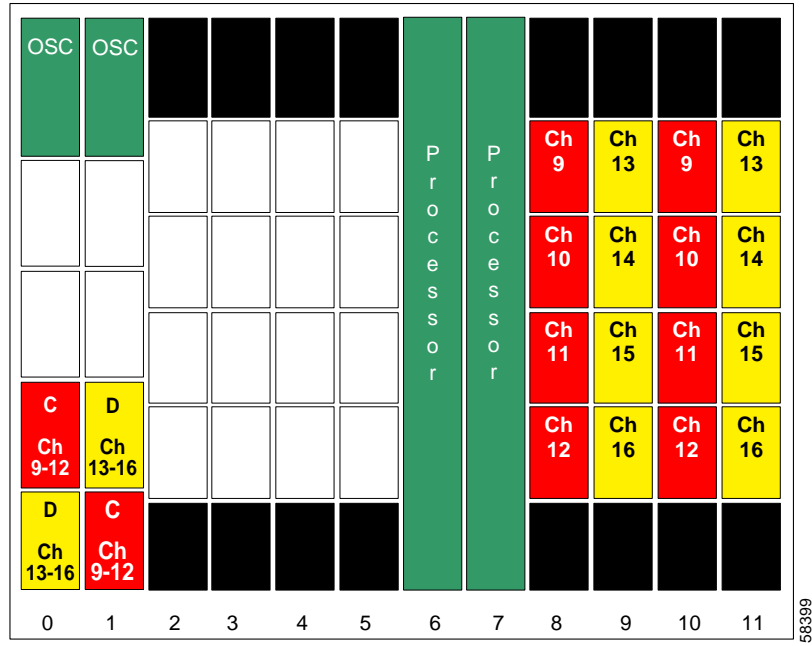 OSC OSC
Processor Processor
Ch 9 Ch 13 Ch 9 Ch 13
Ch 10 Ch 14 Ch 10 Ch 14
Ch 11 Ch 15 Ch 11 Ch 15
Ch 12 Ch 16 Ch 12 Ch 16
C D
Ch Ch
9-12 13-16
D C
Ch Ch
13-16 9-12
0 1 2 3 4 5 6 7 8 9 10 11
58399